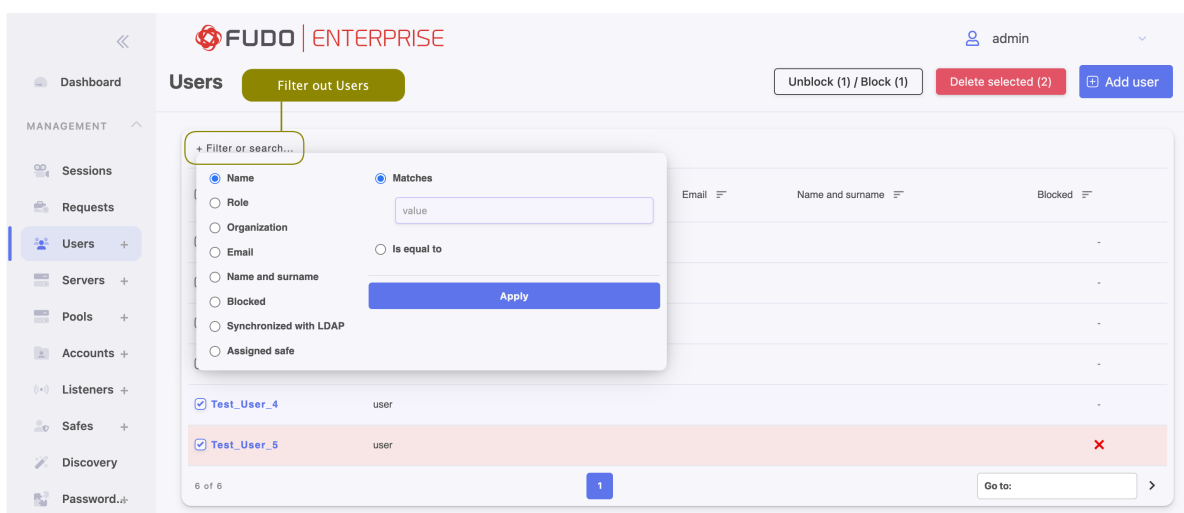 FUDO ENTERPRISE
admin
Dashboard
Users
Filter out Users
Unblock (1) / Block (1)
Delete selected (2)
Add user
MANAGEMENT
+ Filter or search...
Sessions
Requests
Users +
Servers +
Pools +
Accounts +
Listeners +
Safes +
Discovery
Password..+
Name
Role
Organization
Email
Name and surname
Blocked
Synchronized with LDAP
Assigned safe
Matches
value
Is equal to
Apply
Email
Name and surname
Blocked
-
-
-
-
Test_User_4 user -
Test_User_5 user
6 of 6
1
Go to: